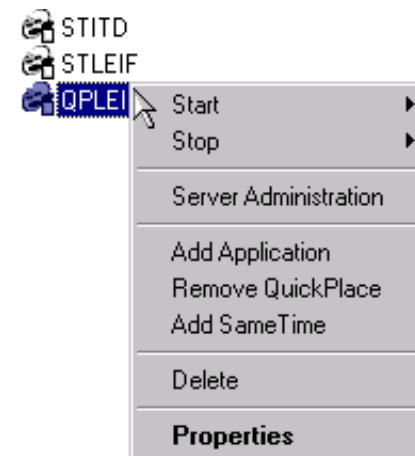 STITD
STLEIF
QPLEI
Start
Stop
Server Administration
Add Application
Remove QuickPlace
Add SameTime
Delete
Properties